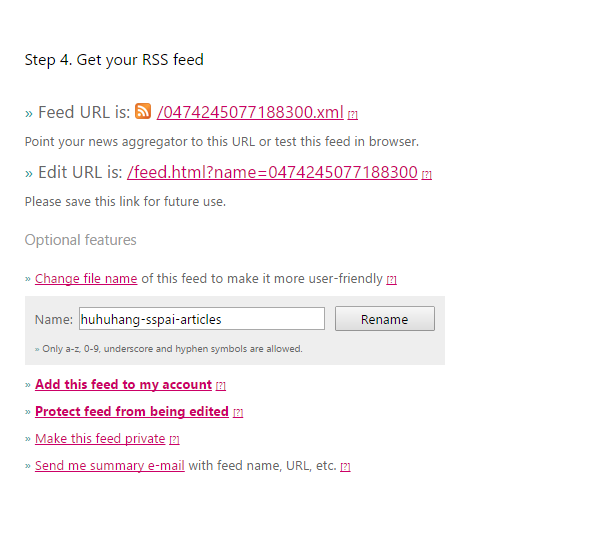 Step 4. Get your RSS feed
» Feed URL is: /0474245077188300.xml [?]
Point your news aggregator to this URL or test this feed in browser.
» Edit URL is: /feed.html?name=0474245077188300 [?]
Please save this link for future use.
Optional features
» Change file name of this feed to make it more user-friendly [?]
Name: huhuhang-sspai-articles Rename
» Only a-z, 0-9, underscore and hyphen symbols are allowed.
» Add this feed to my account [?]
» Protect feed from being edited [?]
» Make this feed private [?]
» Send me summary e-mail with feed name, URL, etc. [?]